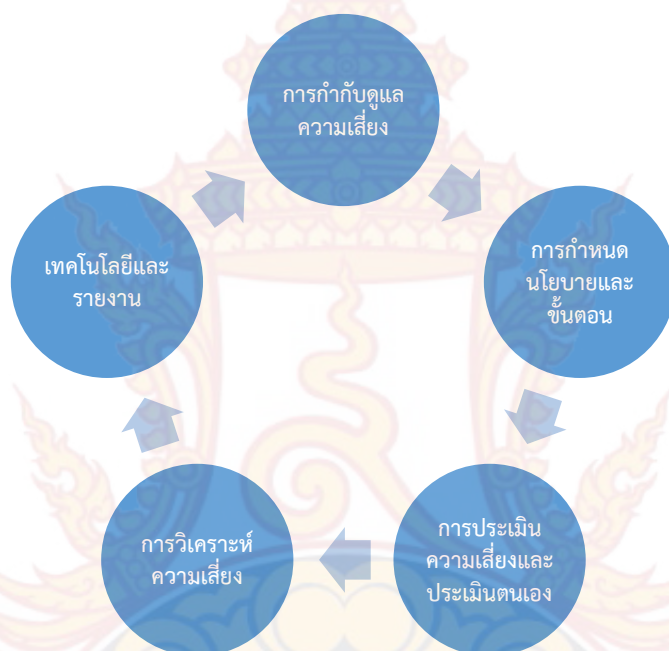 การกำกับดูแล
ความเสี่ยง
การกำหนด
นโยบายและ
ขั้นตอน
การประเมิน
ความเสี่ยงและ
ประเมินตนเอง
การวิเคราะห์
ความเสี่ยง
เทคโนโลยีและ
รายงาน